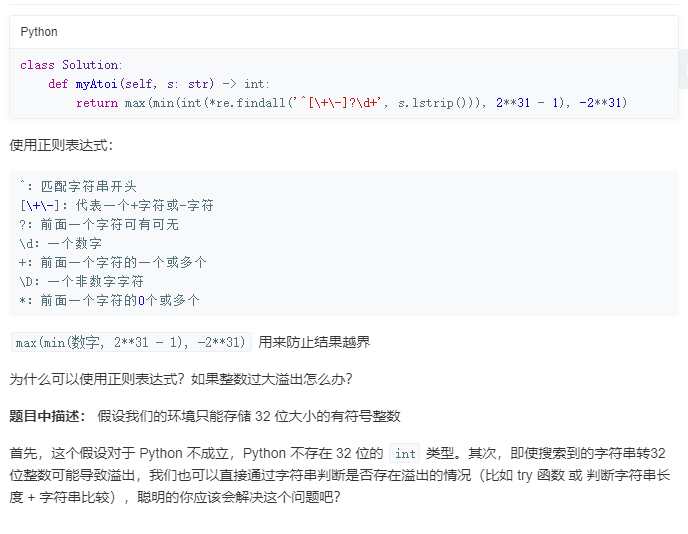 Python
class Solution:
    def myAtoi(self, s: str) -> int:
        return max(min(int(*re.findall('^[\+\-]?\d+', s.lstrip())), 2**31 - 1), -2**31)
使用正则表达式：
^: 匹配字符串开头
[\+\-]: 代表一个+字符或-字符
?: 前面一个字符可有可无
\d: 一个数字
+: 前面一个字符的一个或多个
\D: 一个非数字字符
*: 前面一个字符的0个或多个
max(min(数字, 2**31 - 1), -2**31) 用来防止结果越界
为什么可以使用正则表达式？如果整数过大溢出怎么办？
题目中描述： 假设我们的环境只能存储 32 位大小的有符号整数
首先，这个假设对于 Python 不成立，Python 不存在 32 位的 int 类型。其次，即使搜索到的字符串转32
位整数可能导致溢出，我们也可以直接通过字符串判断是否存在溢出的情况（比如 try 函数 或 判断字符串长
度 + 字符串比较），聪明的你应该会解决这个问题吧？